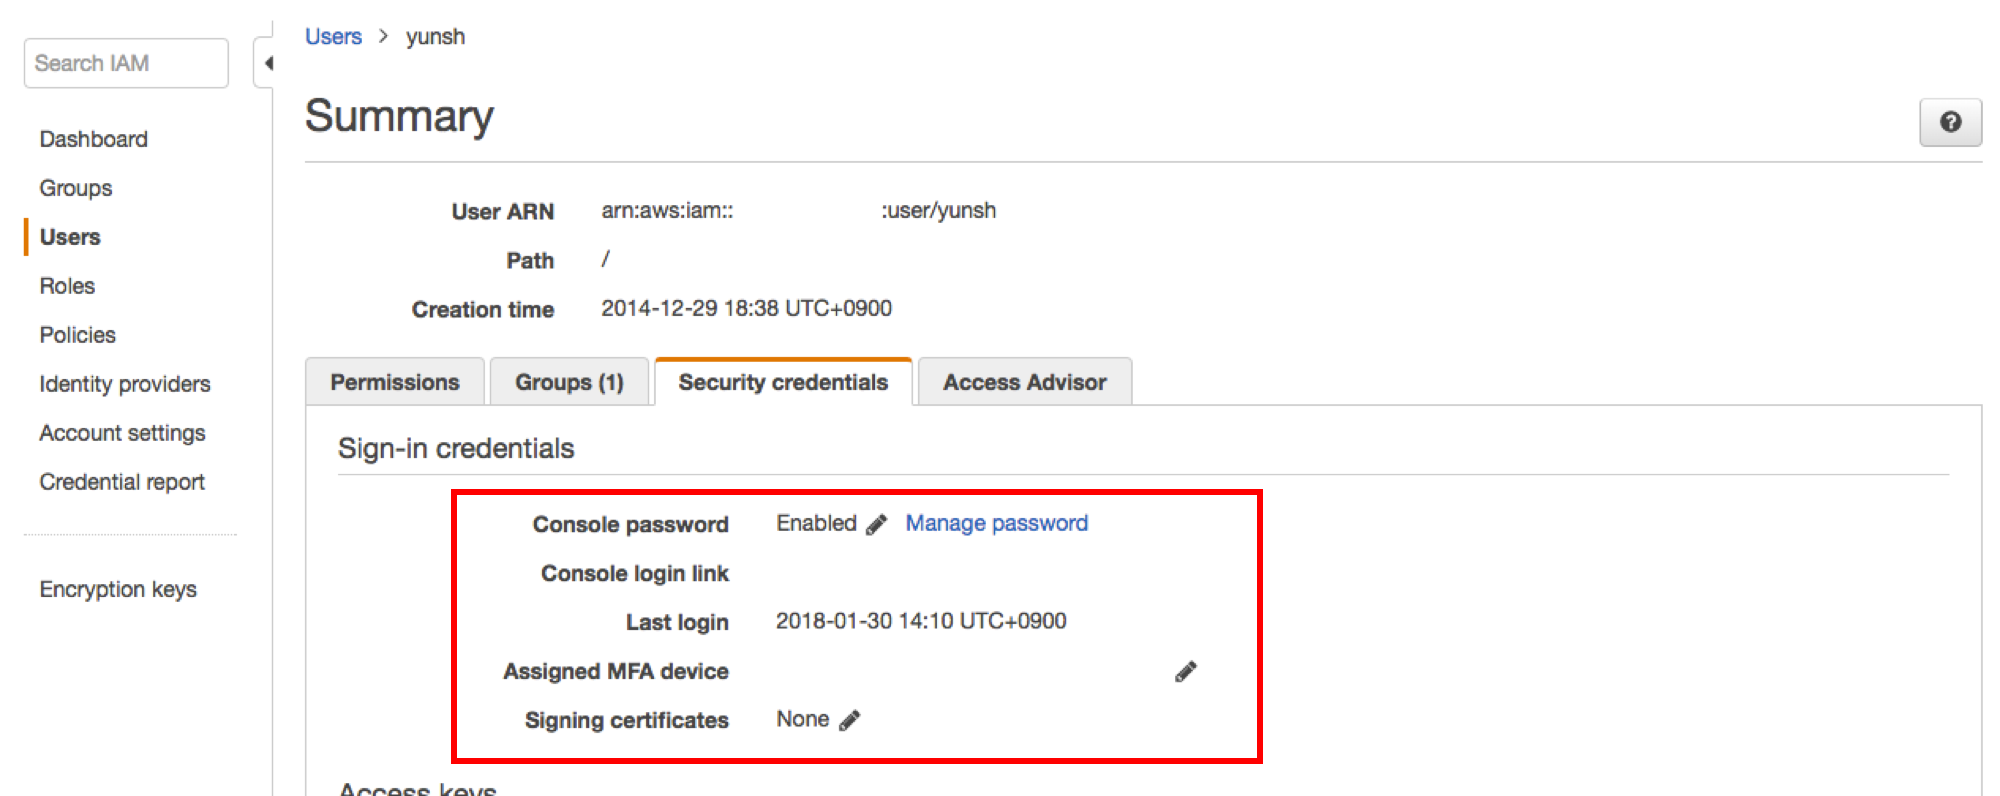 Search IAM
Dashboard
Groups
Users
Roles
Policies
Identity providers
Account settings
Credential report
Encryption keys
Users > yunsh
Summary
User ARN arn:aws:iam:: :user/yunsh
Path /
Creation time 2014-12-29 18:38 UTC+0900
Permissions Groups (1) Security credentials Access Advisor
Sign-in credentials
Console password Enabled Manage password
Console login link
Last login 2018-01-30 14:10 UTC+0900
Assigned MFA device
Signing certificates None
Access keys